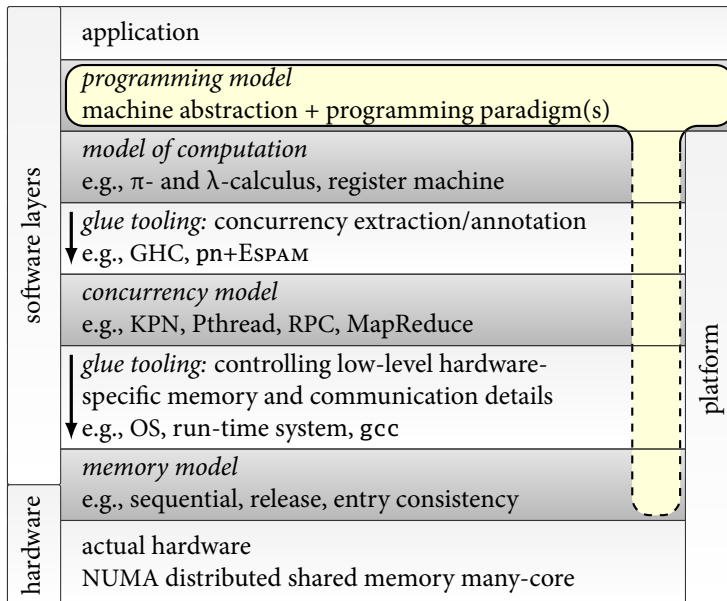 application
programming model
machine abstraction + programming paradigm(s)
model of computation
e.g., π- and λ-calculus, register machine
glue tooling: concurrency extraction/annotation
e.g., GHC, pn+ESPAM
concurrency model
e.g., KPN, Pthread, RPC, MapReduce
glue tooling: controlling low-level hardware-
specific memory and communication details
e.g., OS, run-time system, gcc
memory model
e.g., sequential, release, entry consistency
actual hardware
NUMA distributed shared memory many-core
software layers
hardware
platform